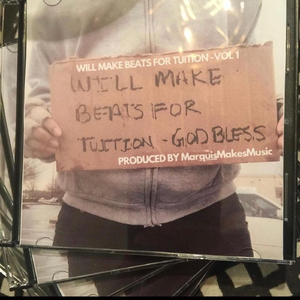 WILL MAKE BEATS FOR TUITION - VOL 1
WILL MAKE
BEATS FOR
TUITION - GOD BLESS
PRODUCED BY MarquisMakesMusic